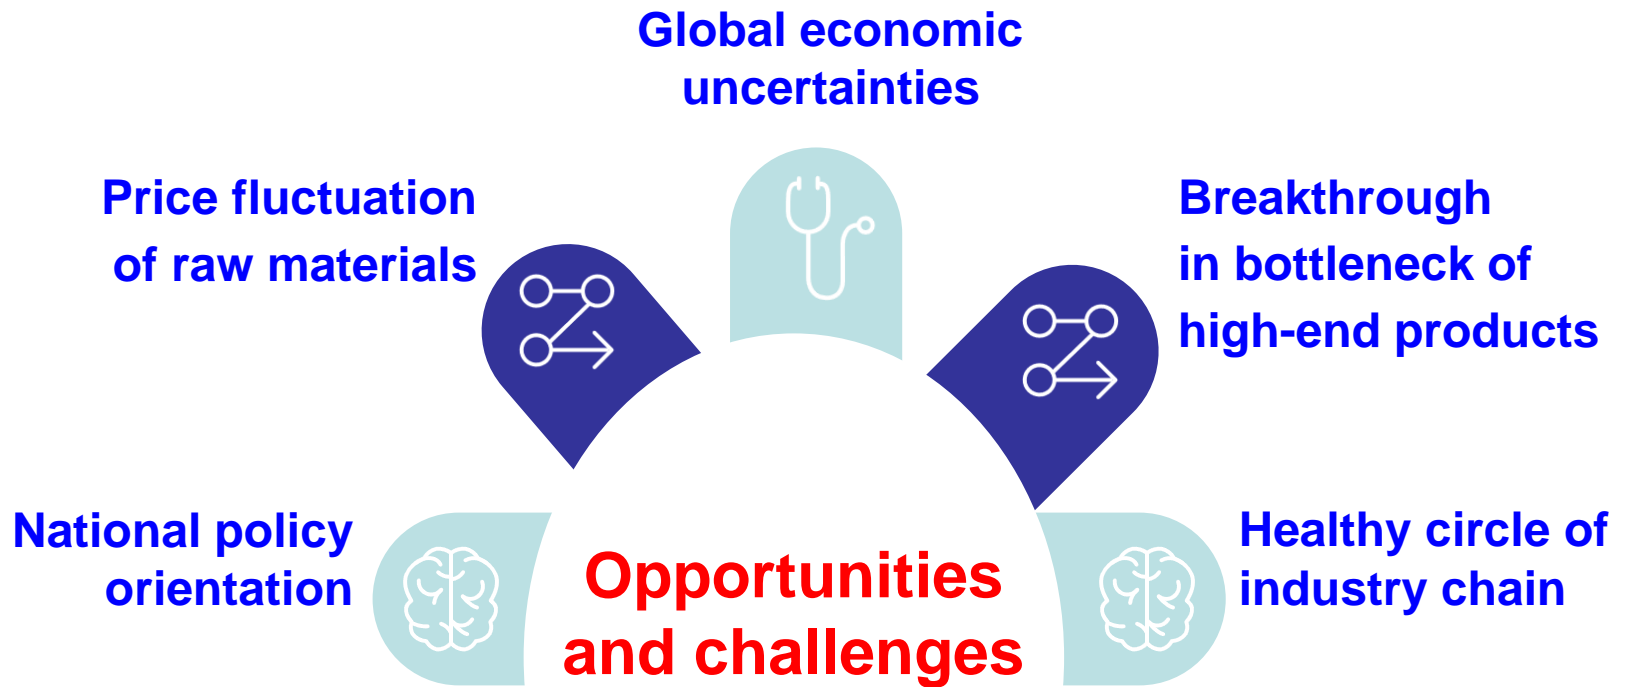 Global economic
uncertainties
Price fluctuation
of raw materials
Breakthrough
in bottleneck of
high-end products
National policy
orientation
Healthy circle of
industry chain
Opportunities
and challenges